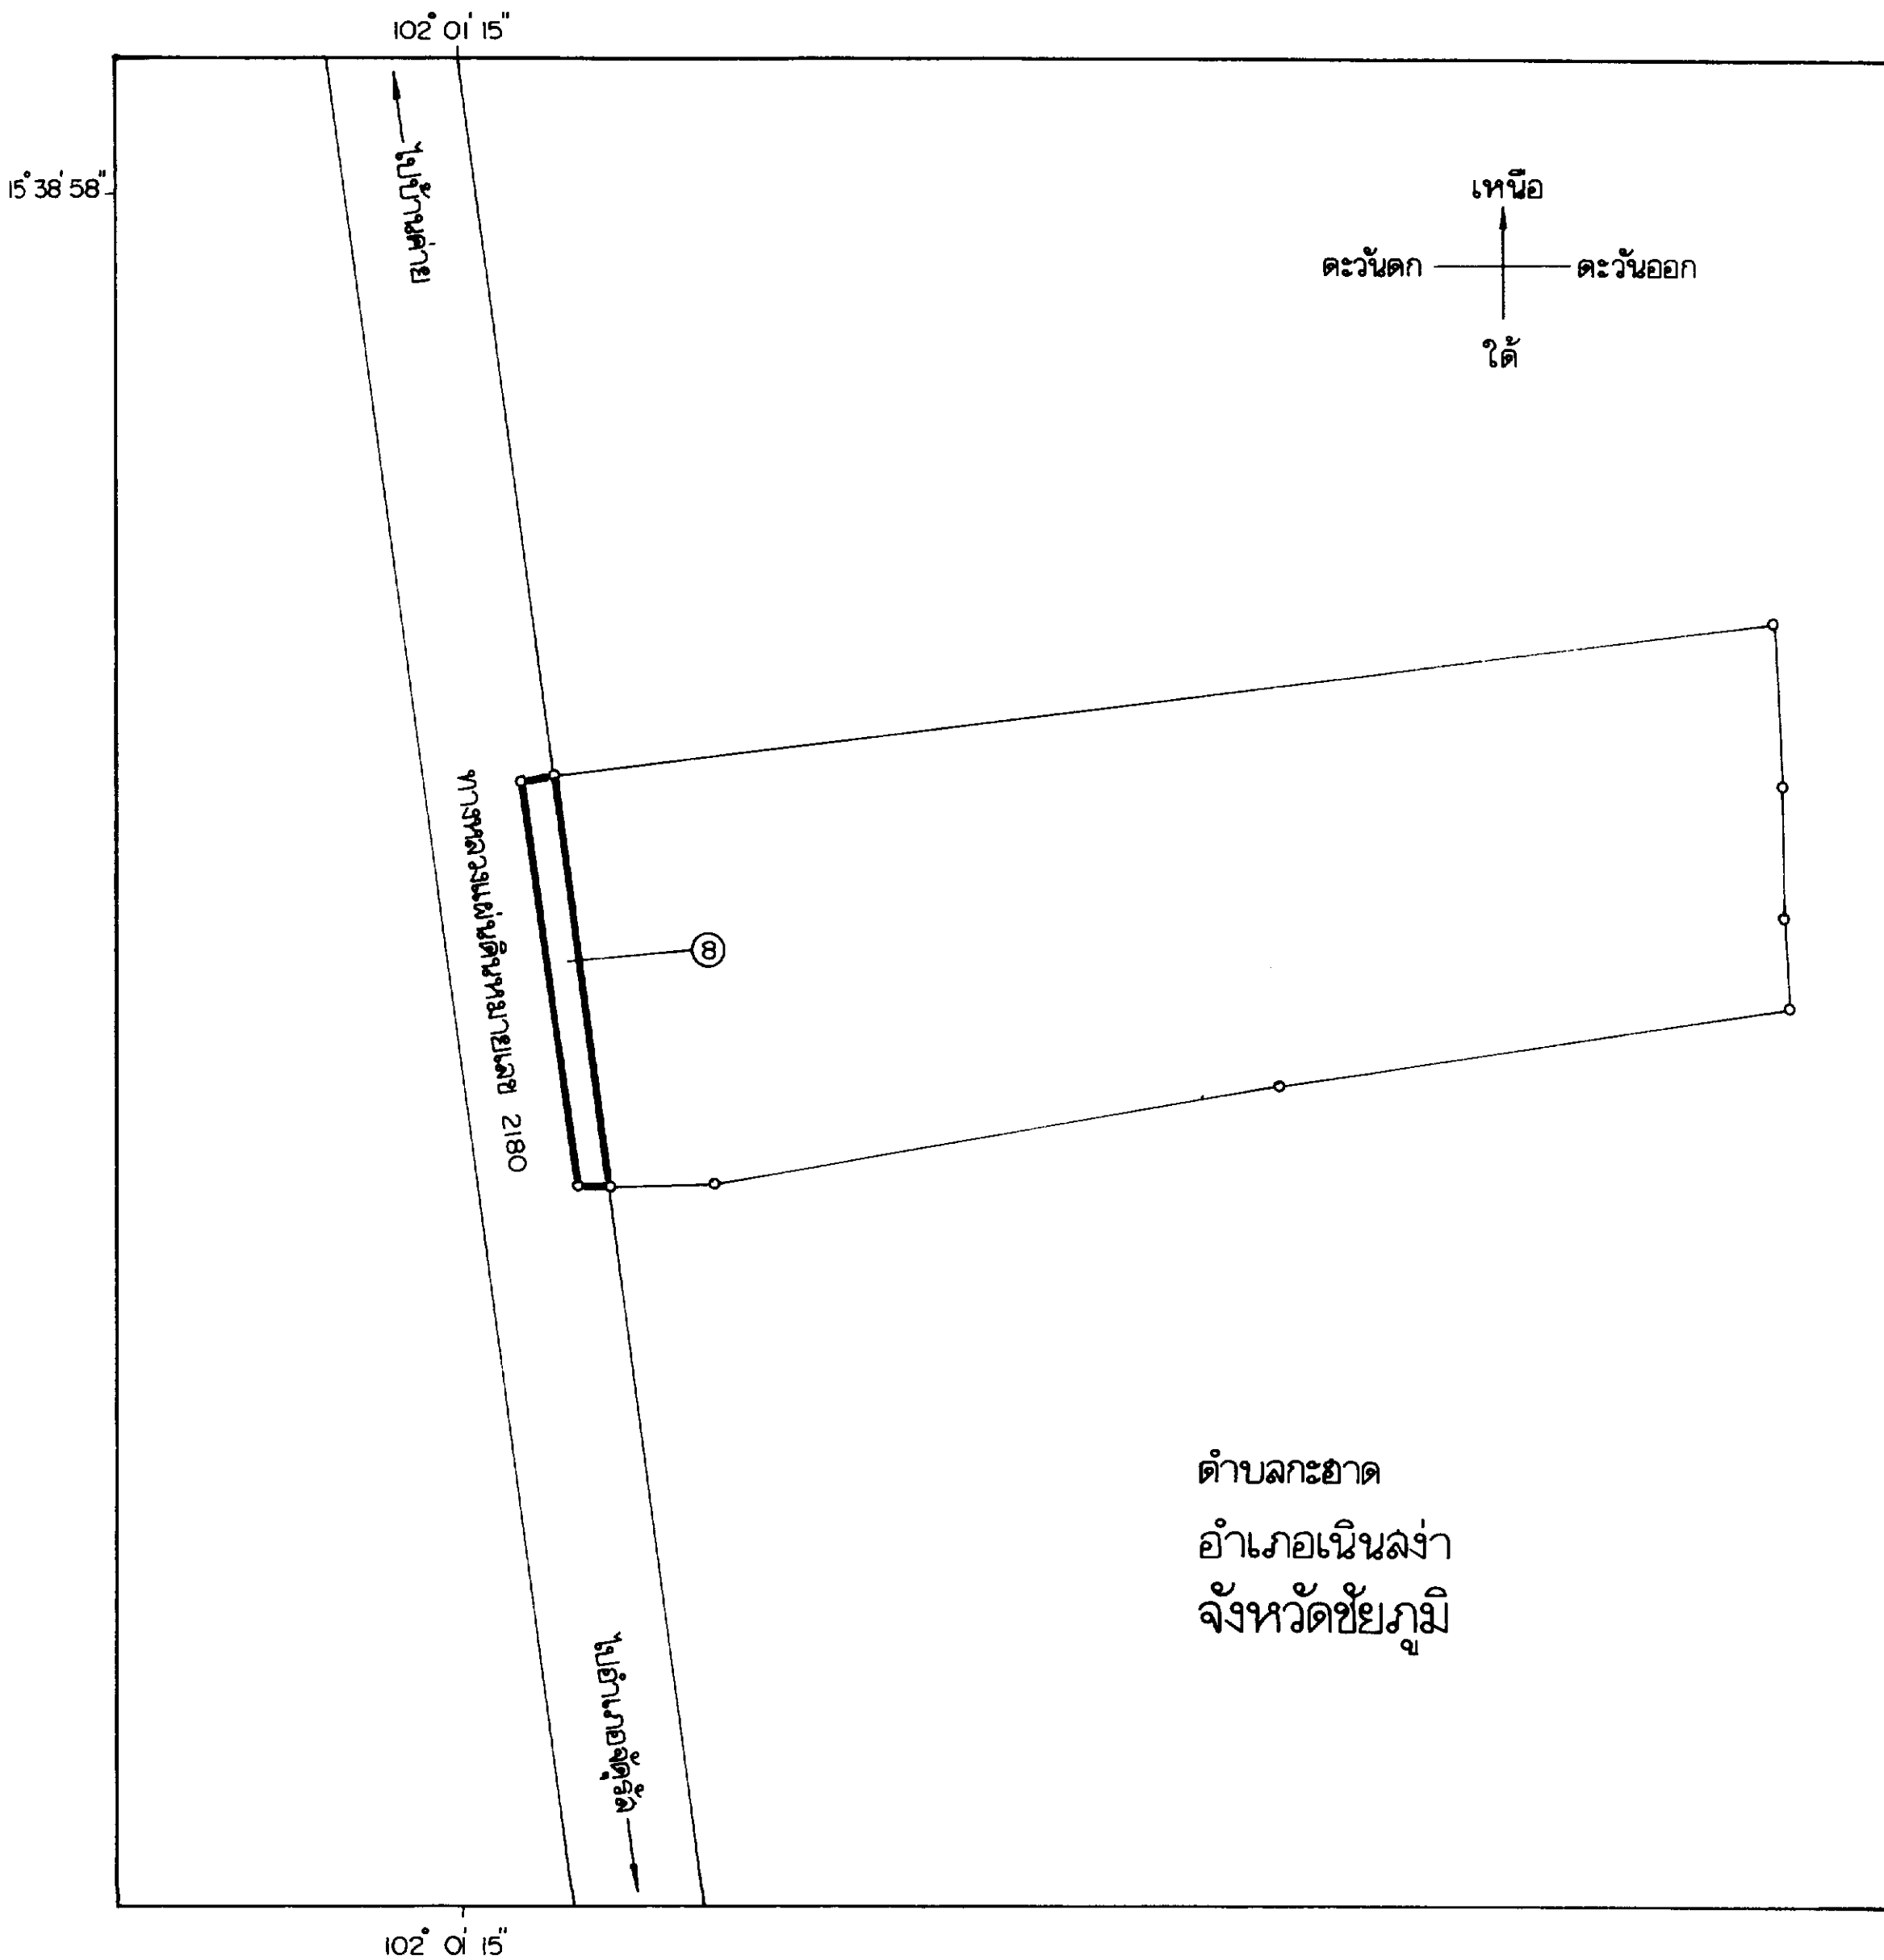 102° 01' 15"
15° 38' 58"
ไปบ้านค่าย
เหนือ
ตะวันตก
ตะวันออก
ใต้
ทางหลวงแผ่นดินหมายเลข 2180
๘
ตำบลกะฮาด
อำเภอเนินสง่า
จังหวัดชัยภูมิ
ไปอำเภอจัตุรัส
102° 01' 15"